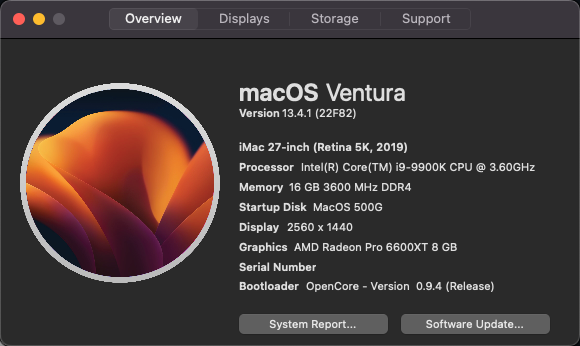 Overview Displays Storage Support
macOS Ventura
Version 13.4.1 (22F82)
iMac 27-inch (Retina 5K, 2019)
Processor Intel(R) Core(TM) i9-9900K CPU @ 3.60GHz
Memory 16 GB 3600 MHz DDR4
Startup Disk MacOS 500G
Display 2560 x 1440
Graphics AMD Radeon Pro 6600XT 8 GB
Serial Number
Bootloader OpenCore - Version 0.9.4 (Release)
System Report... Software Update...